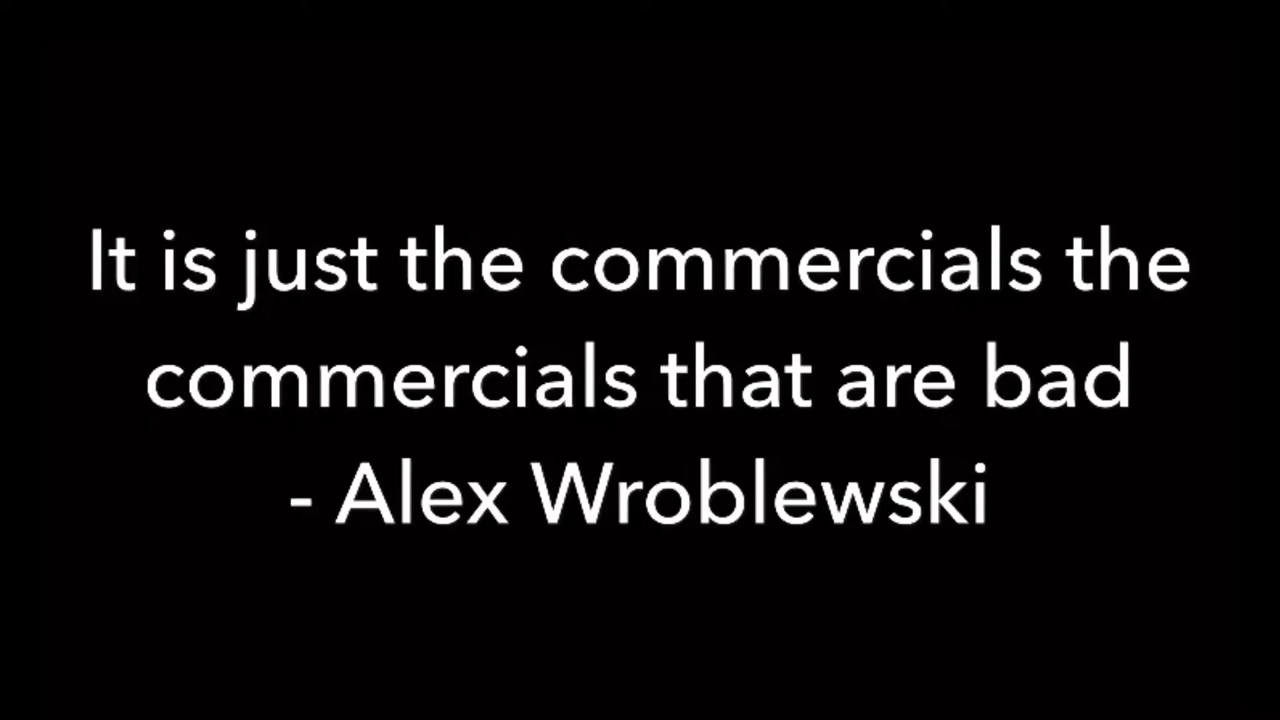 It is just the commercials the
commercials that are bad
- Alex Wroblewski